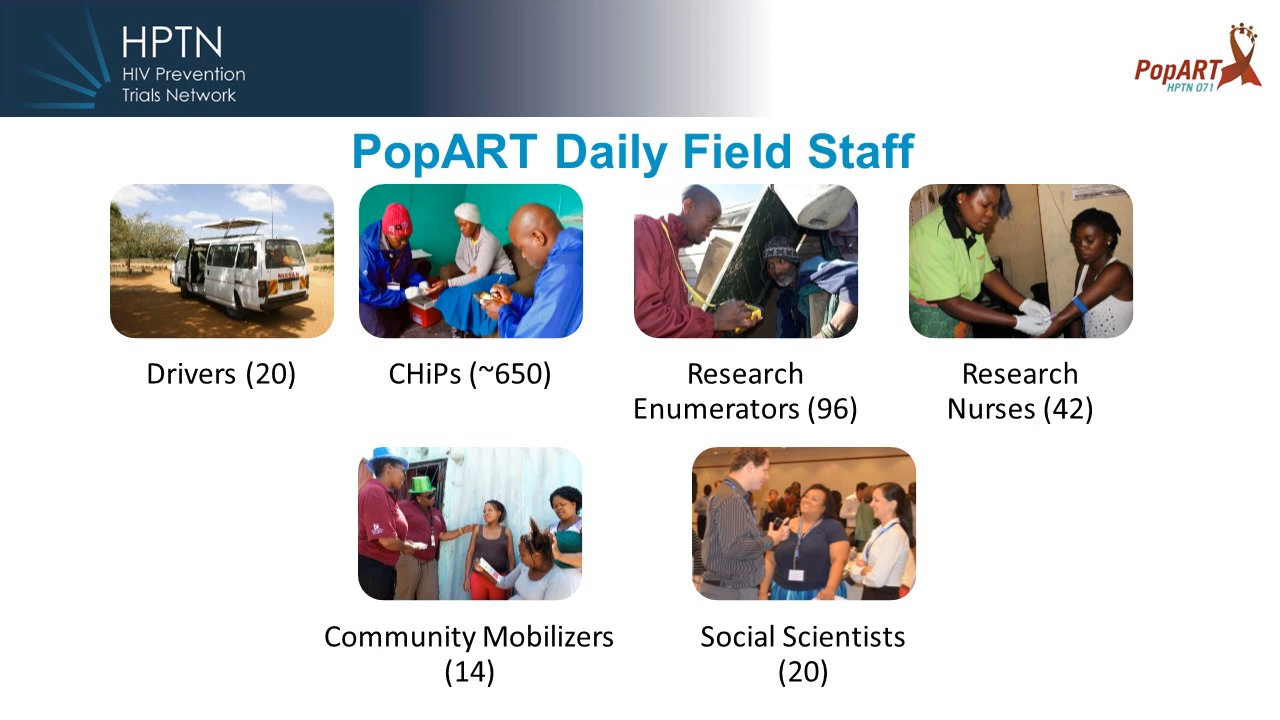 HPTN
HIV Prevention
Trials Network
PopART
HPTN 071
PopART Daily Field Staff
NISSAN
Drivers (20)
CHiPs (~650)
Research
Enumerators (96)
Research
Nurses (42)
Community Mobilizers
(14)
Social Scientists
(20)